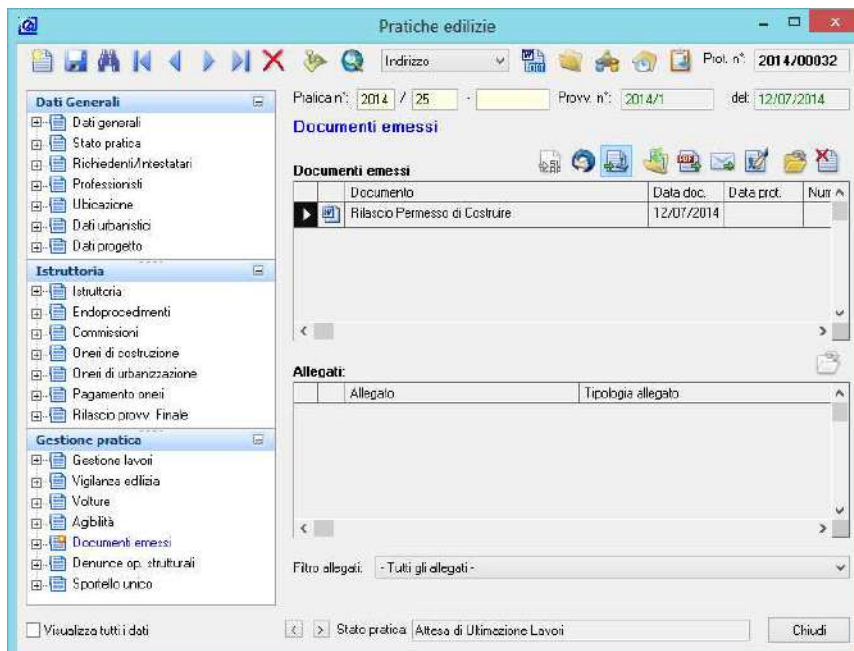 Pratiche edilizie
Indirizzo
Prot. n°: 2014/00032
Pratica n°: 2014 / 25 - Provv. n°: 2014/1 del: 12/07/2014
Documenti emessi
Dati Generali
Dati generali
Stato pratica
Richiedenti/Intestatari
Professionisti
Ubicazione
Dati urbanistici
Dati progetto
Istruttoria
Istruttoria
Endoprocedimenti
Commissioni
Oneri di costruzione
Oneri di urbanizzazione
Pagamento oneri
Rilascio provv. Finale
Gestione pratica
Gestione lavori
Vigilanza edilizia
Volture
Agibilità
Documenti emessi
Denunce op. strutturali
Sportello unico
Documenti emessi
Documento Data doc. Data prot. Num
Rilascio Permesso di Costruire 12/07/2014
Allegati:
Allegato Tipologia allegato
Filtro allegati: - Tutti gli allegati -
Visualizza tutti i dati
Stato pratica Attesa di Ultimazione Lavori
Chiudi